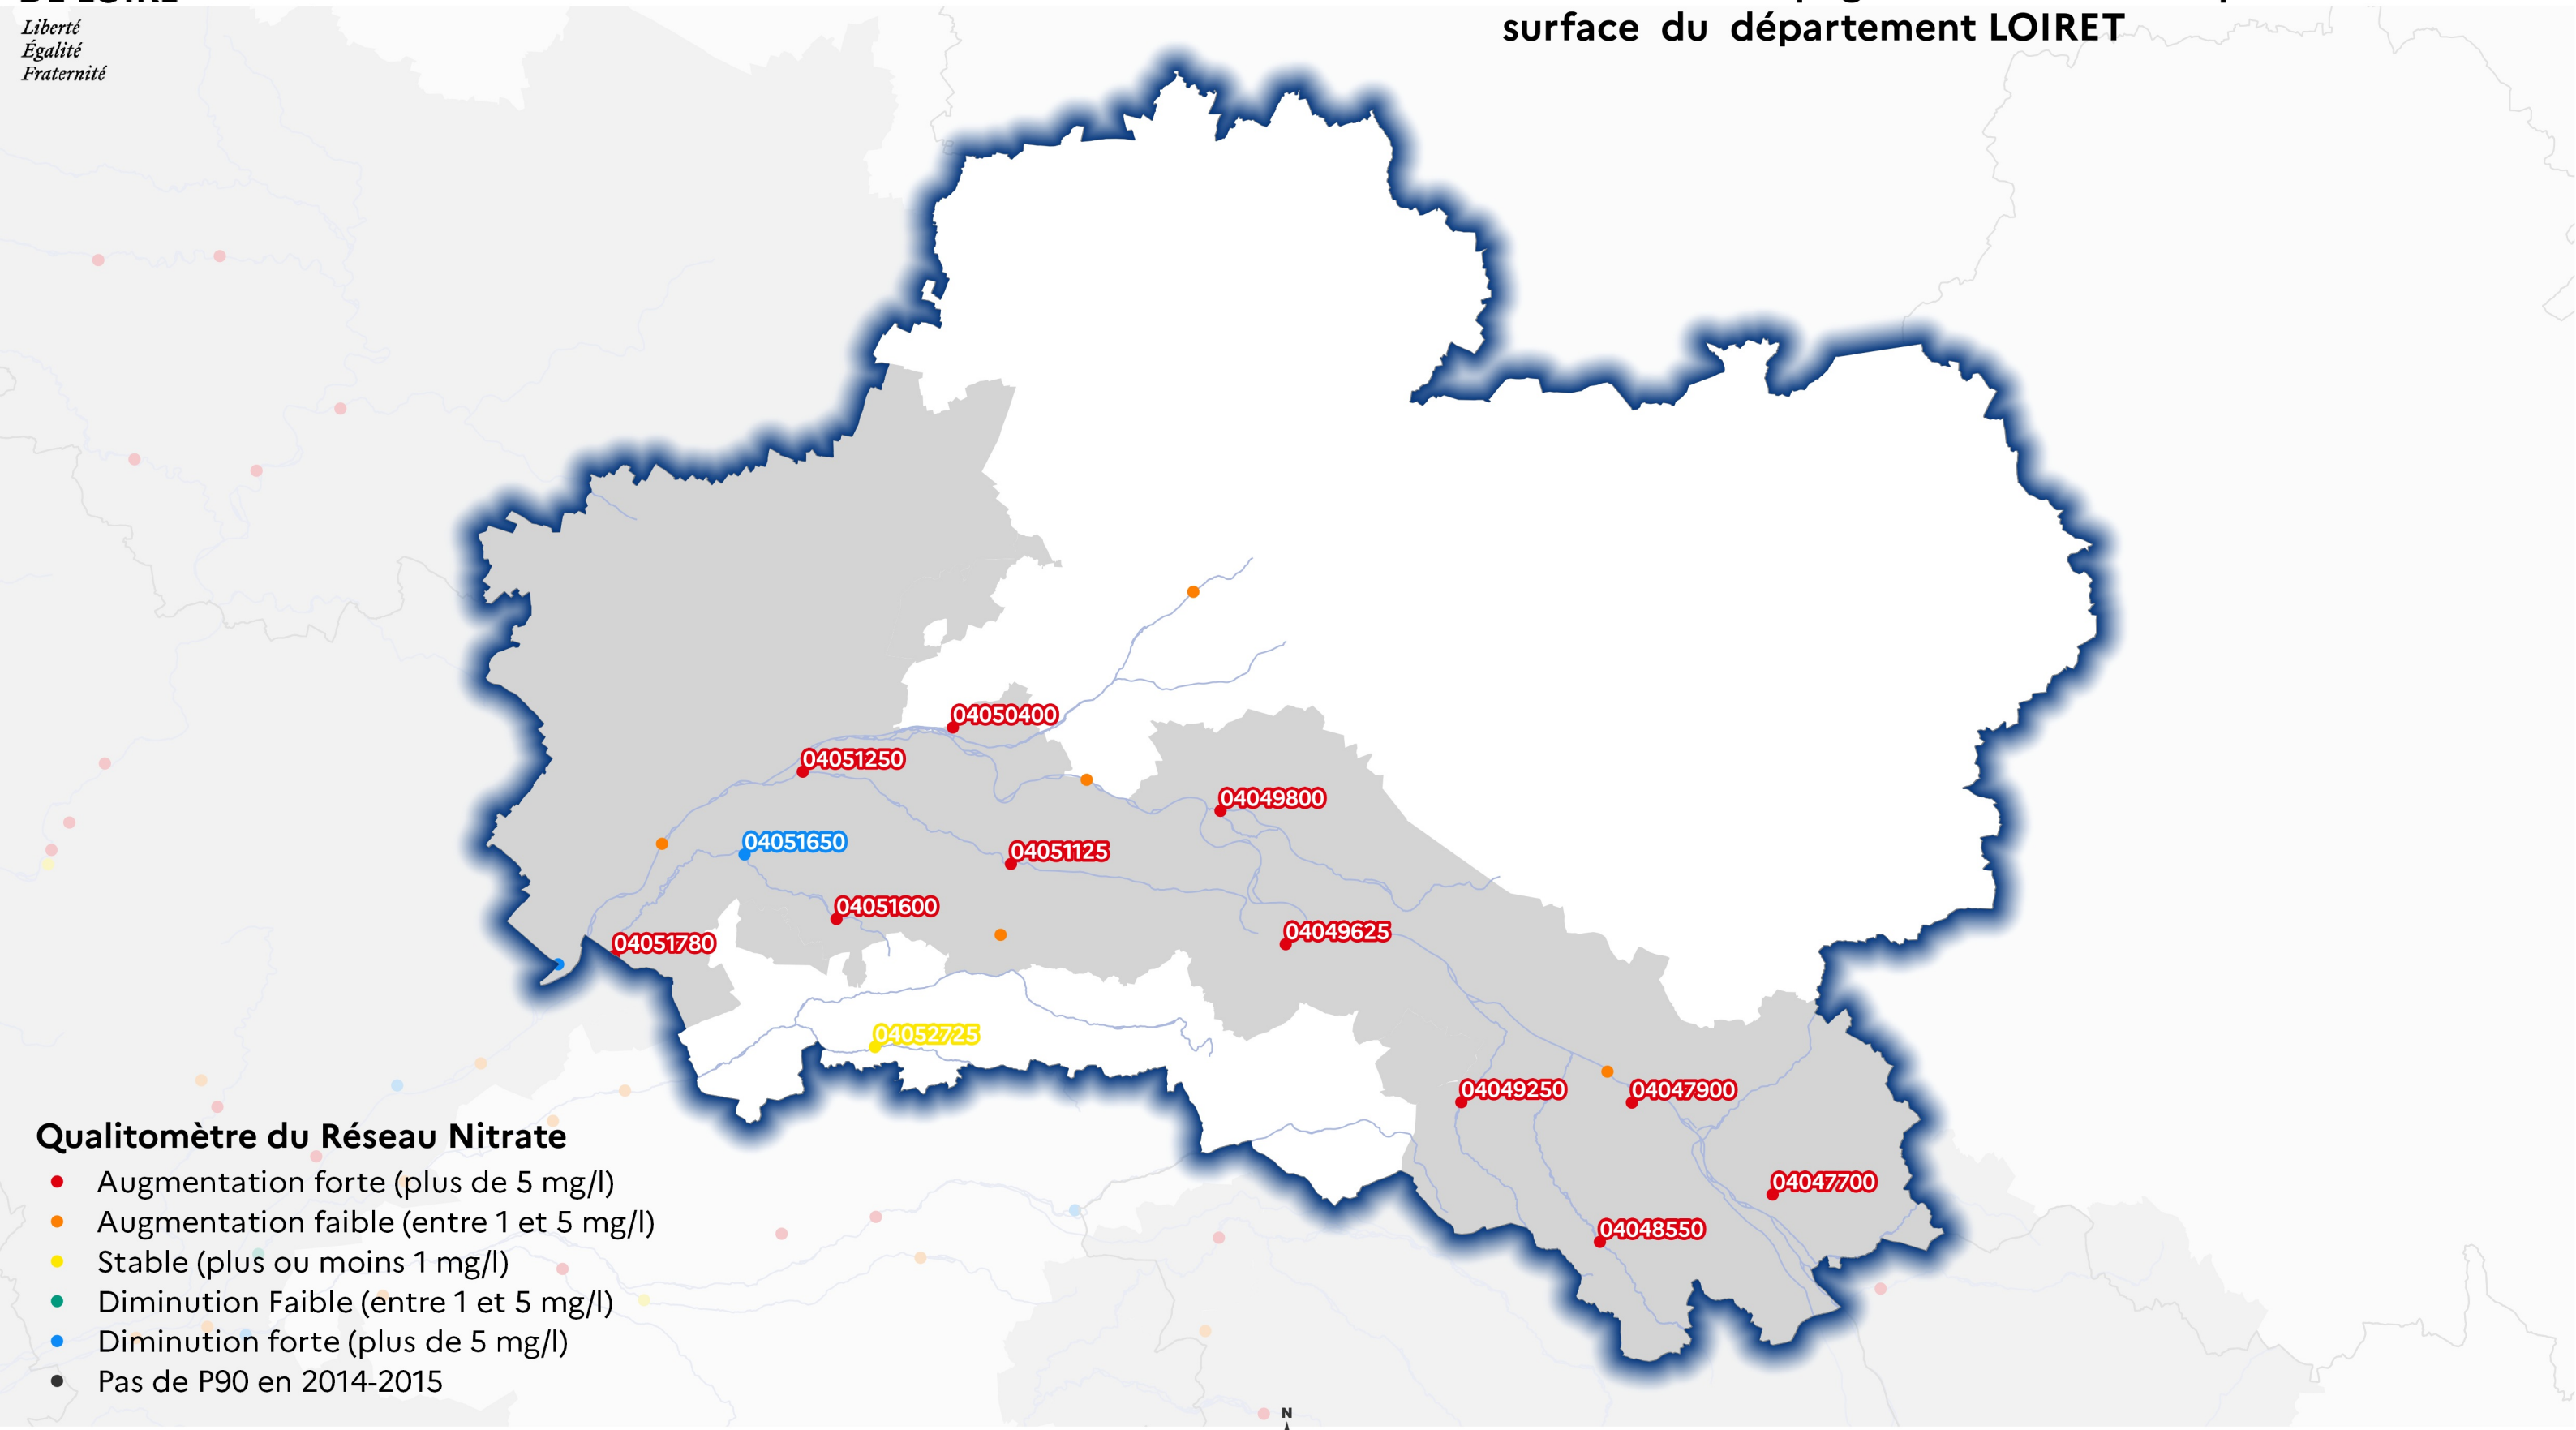 Liberté
Égalité
Fraternité
surface du département LOIRET
04050400
04051250
04049800
04051650
04051125
04051600
04049625
04051780
04052725
04049250
04047900
04047700
04048550
Qualitomètre du Réseau Nitrate
Augmentation forte (plus de 5 mg/l)
Augmentation faible (entre 1 et 5 mg/l)
Stable (plus ou moins 1 mg/l)
Diminution Faible (entre 1 et 5 mg/l)
Diminution forte (plus de 5 mg/l)
Pas de P90 en 2014-2015
N